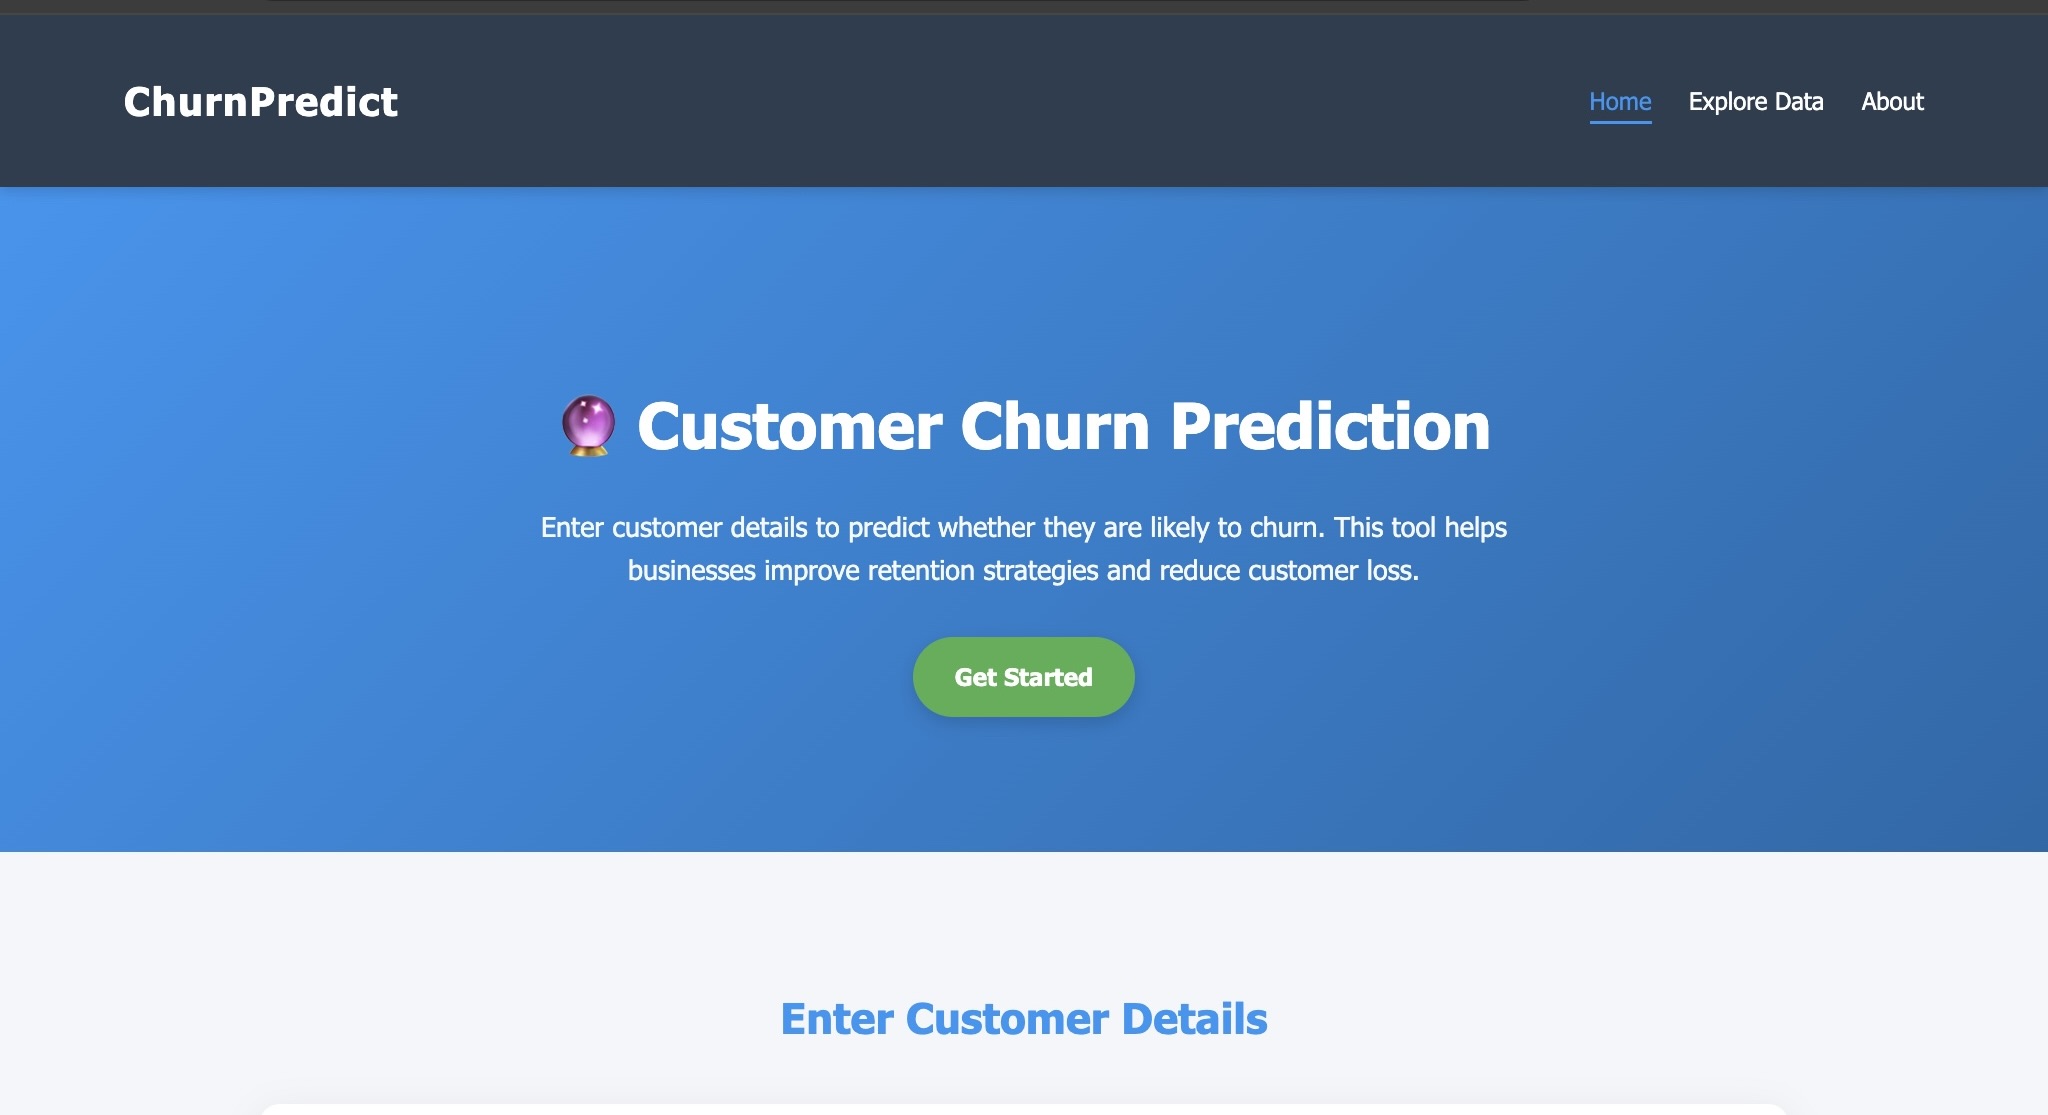 ChurnPredict
Home
Explore Data
About
🔮 Customer Churn Prediction
Enter customer details to predict whether they are likely to churn. This tool helps
businesses improve retention strategies and reduce customer loss.
Get Started
Enter Customer Details